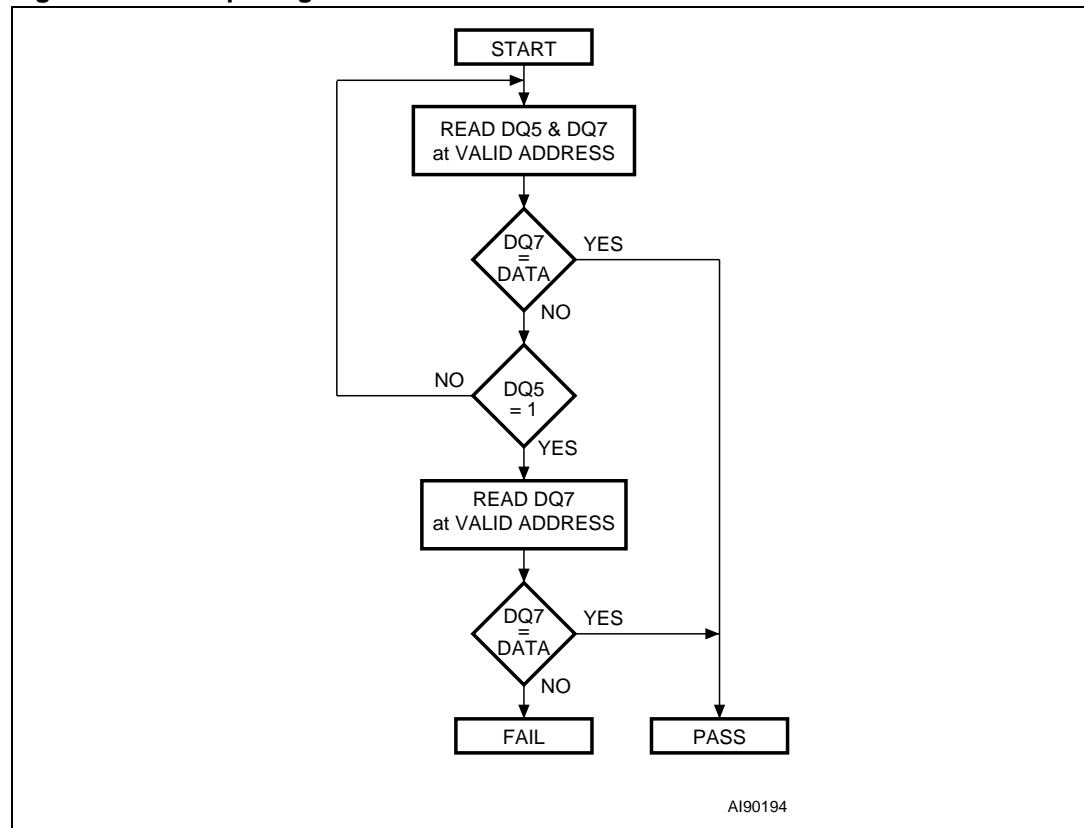 START
READ DQ5 & DQ7
at VALID ADDRESS
DQ7
=
DATA
YES
NO
DQ5
= 1
NO
YES
READ DQ7
at VALID ADDRESS
DQ7
=
DATA
YES
NO
FAIL
PASS
AI90194